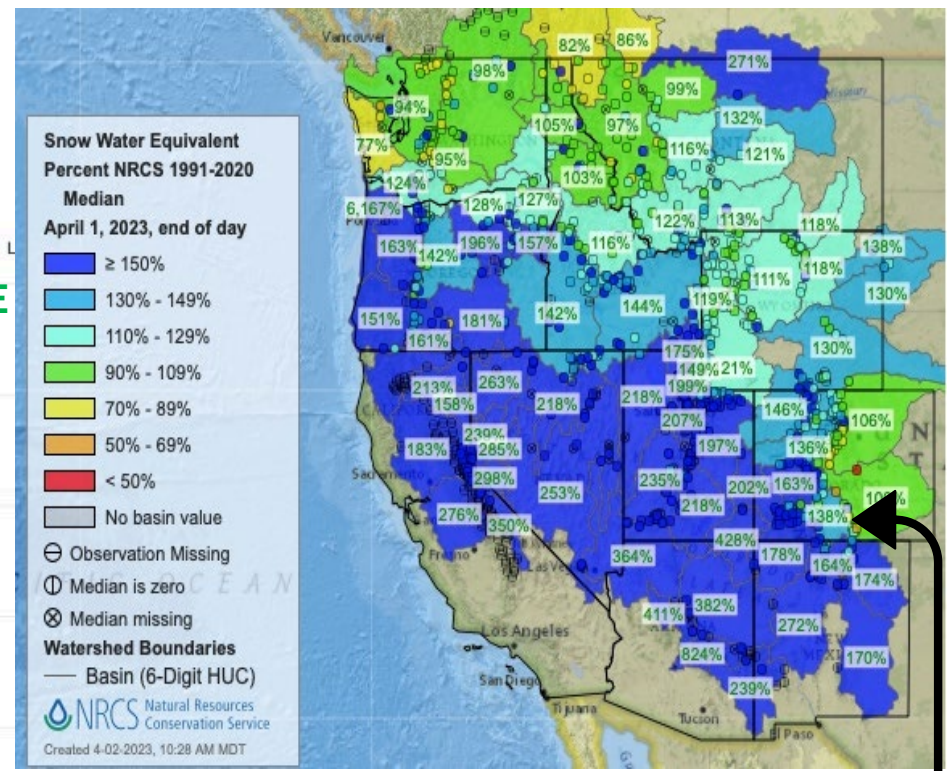 Vancouver
Snow Water Equivalent
Percent NRCS 1991-2020
Median
April 1, 2023, end of day
≥ 150%
130% - 149%
110% - 129%
90% - 109%
70% - 89%
50% - 69%
< 50%
No basin value
Observation Missing
Median is zero
Median missing
Watershed Boundaries
Basin (6-Digit HUC)
NRCS Natural Resources
Conservation Service
Created 4-02-2023, 10:28 AM MDT
L
E
82%
86%
271%
98%
99%
94%
132%
105%
97%
77%
95%
116%
121%
103%
124%
128%
127%
6,167%
122%
113%
118%
163%
142%
196%
157%
116%
138%
118%
111%
130%
119%
144%
142%
151%
181%
161%
130%
175%
149%
21%
199%
213%
263%
158%
218%
218%
146%
106%
207%
239%
183%
285%
197%
136%
298%
235%
202%
163%
253%
218%
276%
350%
138%
428%
364%
178%
164%
174%
411%
382%
272%
824%
170%
239%
Missouri
Sacramento
Fresno
Las Ve
Los Angeles
San Diego
Tijuana
Tucson
El Paso
OCEAN
N
ST